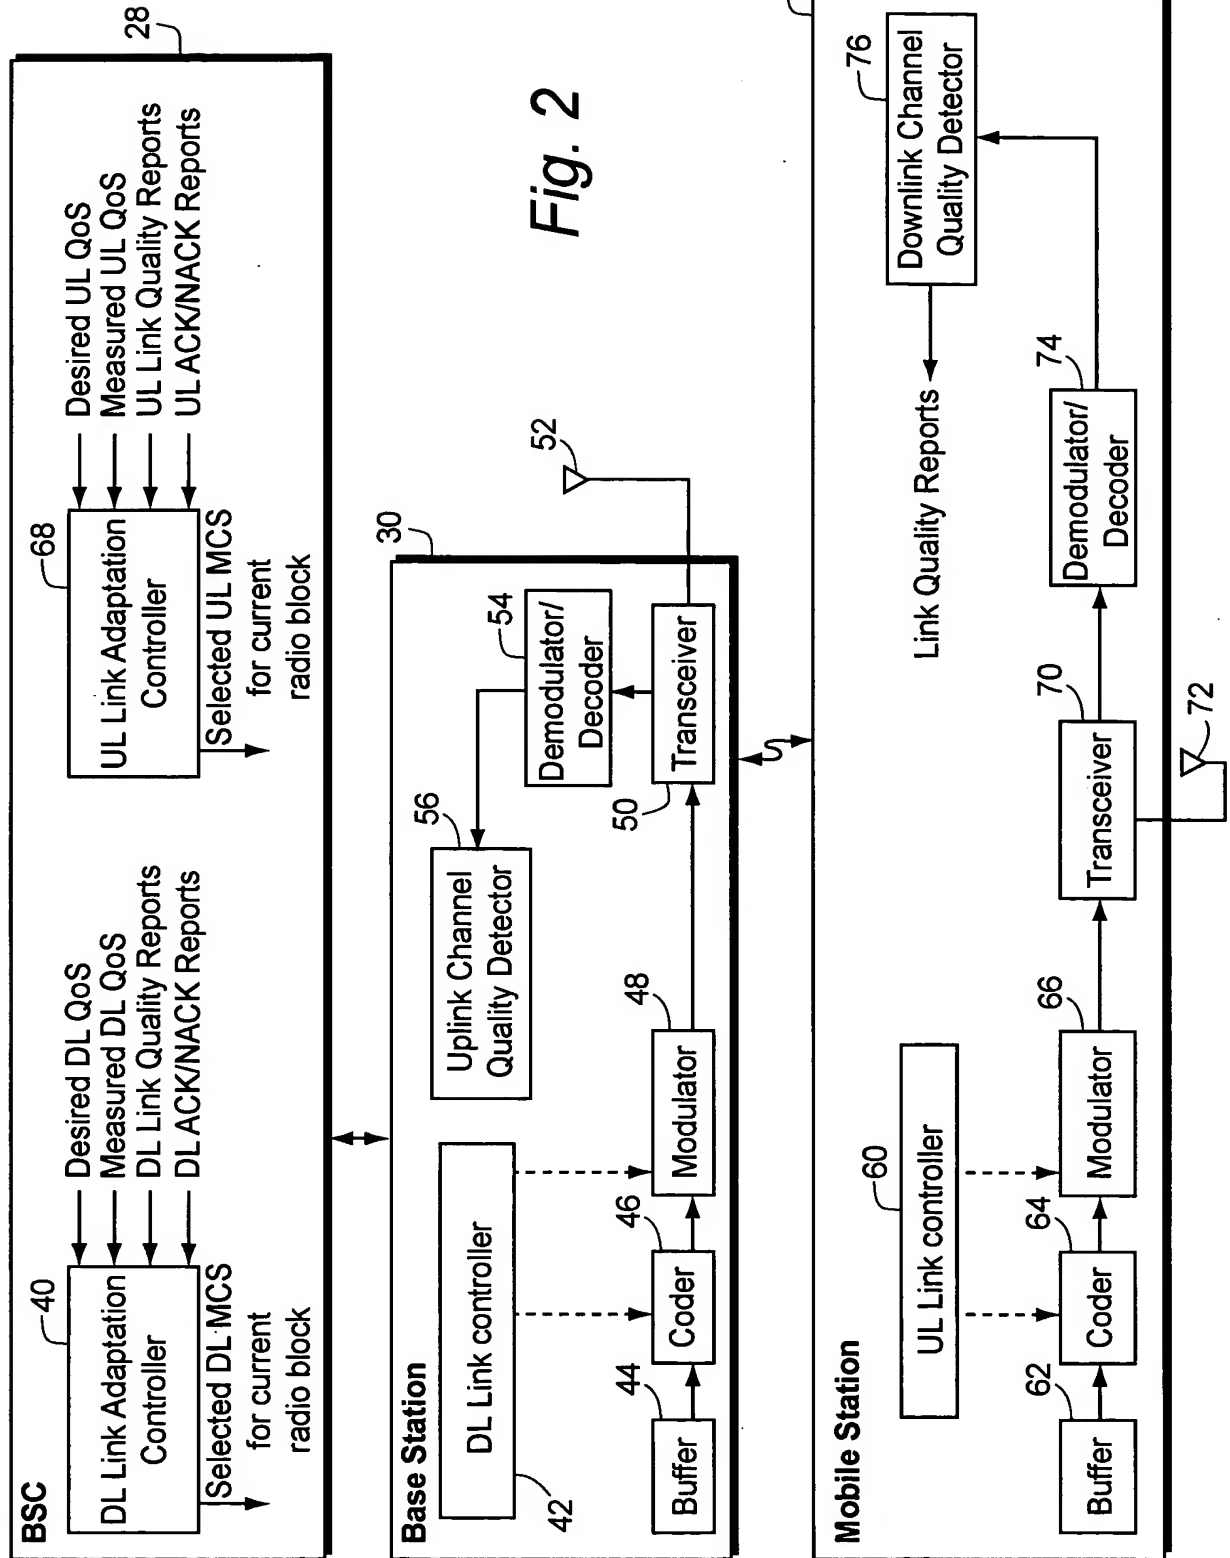 28
BSC
40
DL Link Adaptation
Controller
Desired DL QoS
Measured DL QoS
DL Link Quality Reports
DL ACK/NACK Reports
Selected DL MCS
for current
radio block
68
UL Link Adaptation
Controller
Desired UL QoS
Measured UL QoS
UL Link Quality Reports
UL ACK/NACK Reports
Selected UL MCS
for current
radio block
Fig. 2
30
Base Station
DL Link controller
42
Uplink Channel
Quality Detector
56
Demodulator/
Decoder
54
52
44
Buffer
46
Coder
48
Modulator
50
Transceiver
Mobile Station
60
UL Link controller
Link Quality Reports
Downlink Channel
Quality Detector
76
62
Buffer
64
Coder
66
Modulator
70
Transceiver
74
Demodulator/
Decoder
72